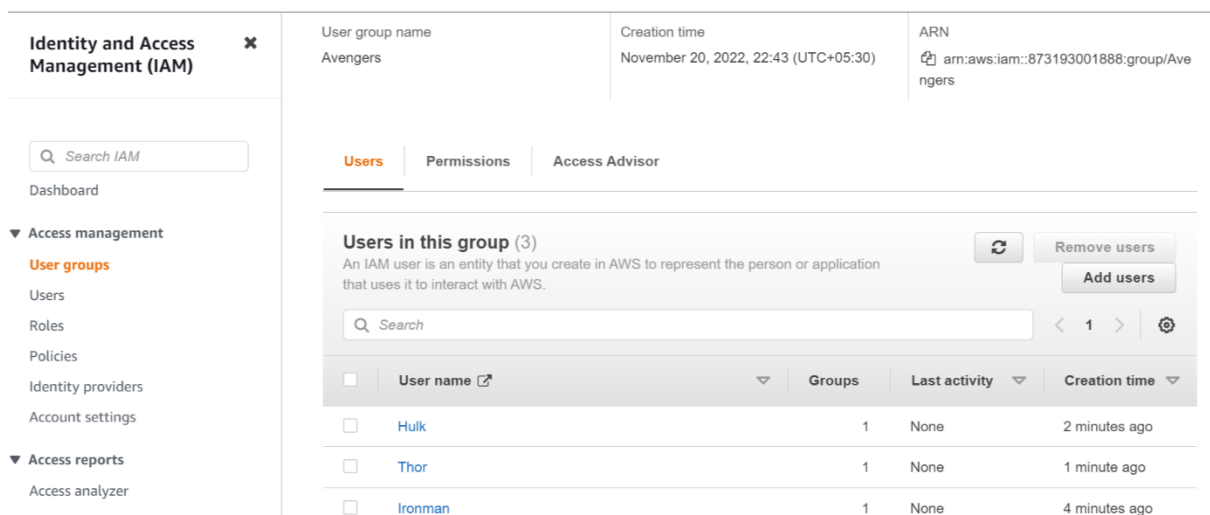 Identity and Access
Management (IAM)
Search IAM
Dashboard
Access management
User groups
Users
Roles
Policies
Identity providers
Account settings
Access reports
Access analyzer
User group name
Avengers
Creation time
November 20, 2022, 22:43 (UTC+05:30)
ARN
arn:aws:iam::873193001888:group/Ave
ngers
Users Permissions Access Advisor
Users in this group (3)
An IAM user is an entity that you create in AWS to represent the person or application
that uses it to interact with AWS.
Remove users
Add users
Search
1
User name Groups Last activity Creation time
Hulk 1 None 2 minutes ago
Thor 1 None 1 minute ago
Ironman 1 None 4 minutes ago